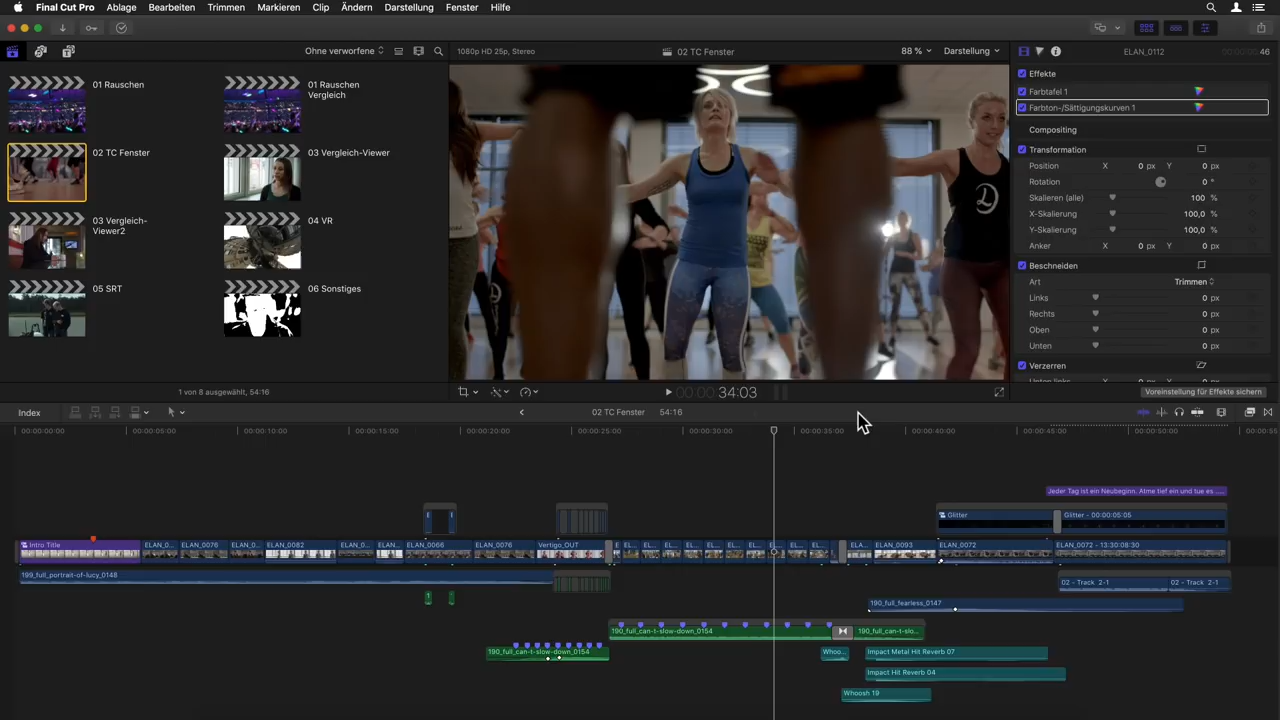 Final Cut Pro Ablage Bearbeiten Trimmen Markieren Clip Ändern Darstellung Fenster Hilfe
Ohne verworfene
1080p HD 25p, Stereo
02 TC Fenster
88 %
Darstellung
ELAN_0112
46
01 Rauschen
01 Rauschen
Vergleich
02 TC Fenster
03 Vergleich-Viewer
03 Vergleich-
Viewer2
04 VR
05 SRT
06 Sonstiges
1 von 8 ausgewählt, 54:16
34:03
Effekte
Farbtafel 1
Farbton-/Sättigungskurven 1
Compositing
Transformation
Position X 0 px Y 0 px
Rotation 0 °
Skalieren (alle) 100 %
X-Skalierung 100,0 %
Y-Skalierung 100,0 %
Anker X 0 px Y 0 px
Beschneiden
Art Trimmen
Links 0 px
Rechts 0 px
Oben 0 px
Unten 0 px
Verzerren
Voreinstellung für Effekte sichern
Index
02 TC Fenster 54:16
00:00:00:00 00:00:05:00 00:00:10:00 00:00:15:00 00:00:20:00 00:00:25:00 00:00:30:00 00:00:35:00 00:00:40:00 00:00:45:00 00:00:50:00 00:00:55
Jeder Tag ist ein Neubeginn. Atme tief ein und tue es ....
Glitter
Glitter - 00:00:05:05
Intro Title ELAN_0... ELAN_0076 ELAN_0... ELAN_0082 ELAN_0... ELAN... ELAN_0066 ELAN_0076 Vertigo_OUT EL... EL... EL... EL... EL... EL... EL... EL... EL... EL... EL... ELA... ELAN_0093 ELAN_0072 ELAN_0072 - 13:30:08:30
199_full_portrait-of-lucy_0148
02 - Track 2-1 02 - Track 2-1
1
190_full_fearless_0147
190_full_can-t-slow-down_0154
190_full_can-t-slo...
190_full_can-t-slow-down_0154
Whoo...
Impact Metal Hit Reverb 07
Impact Hit Reverb 04
Whoosh 19